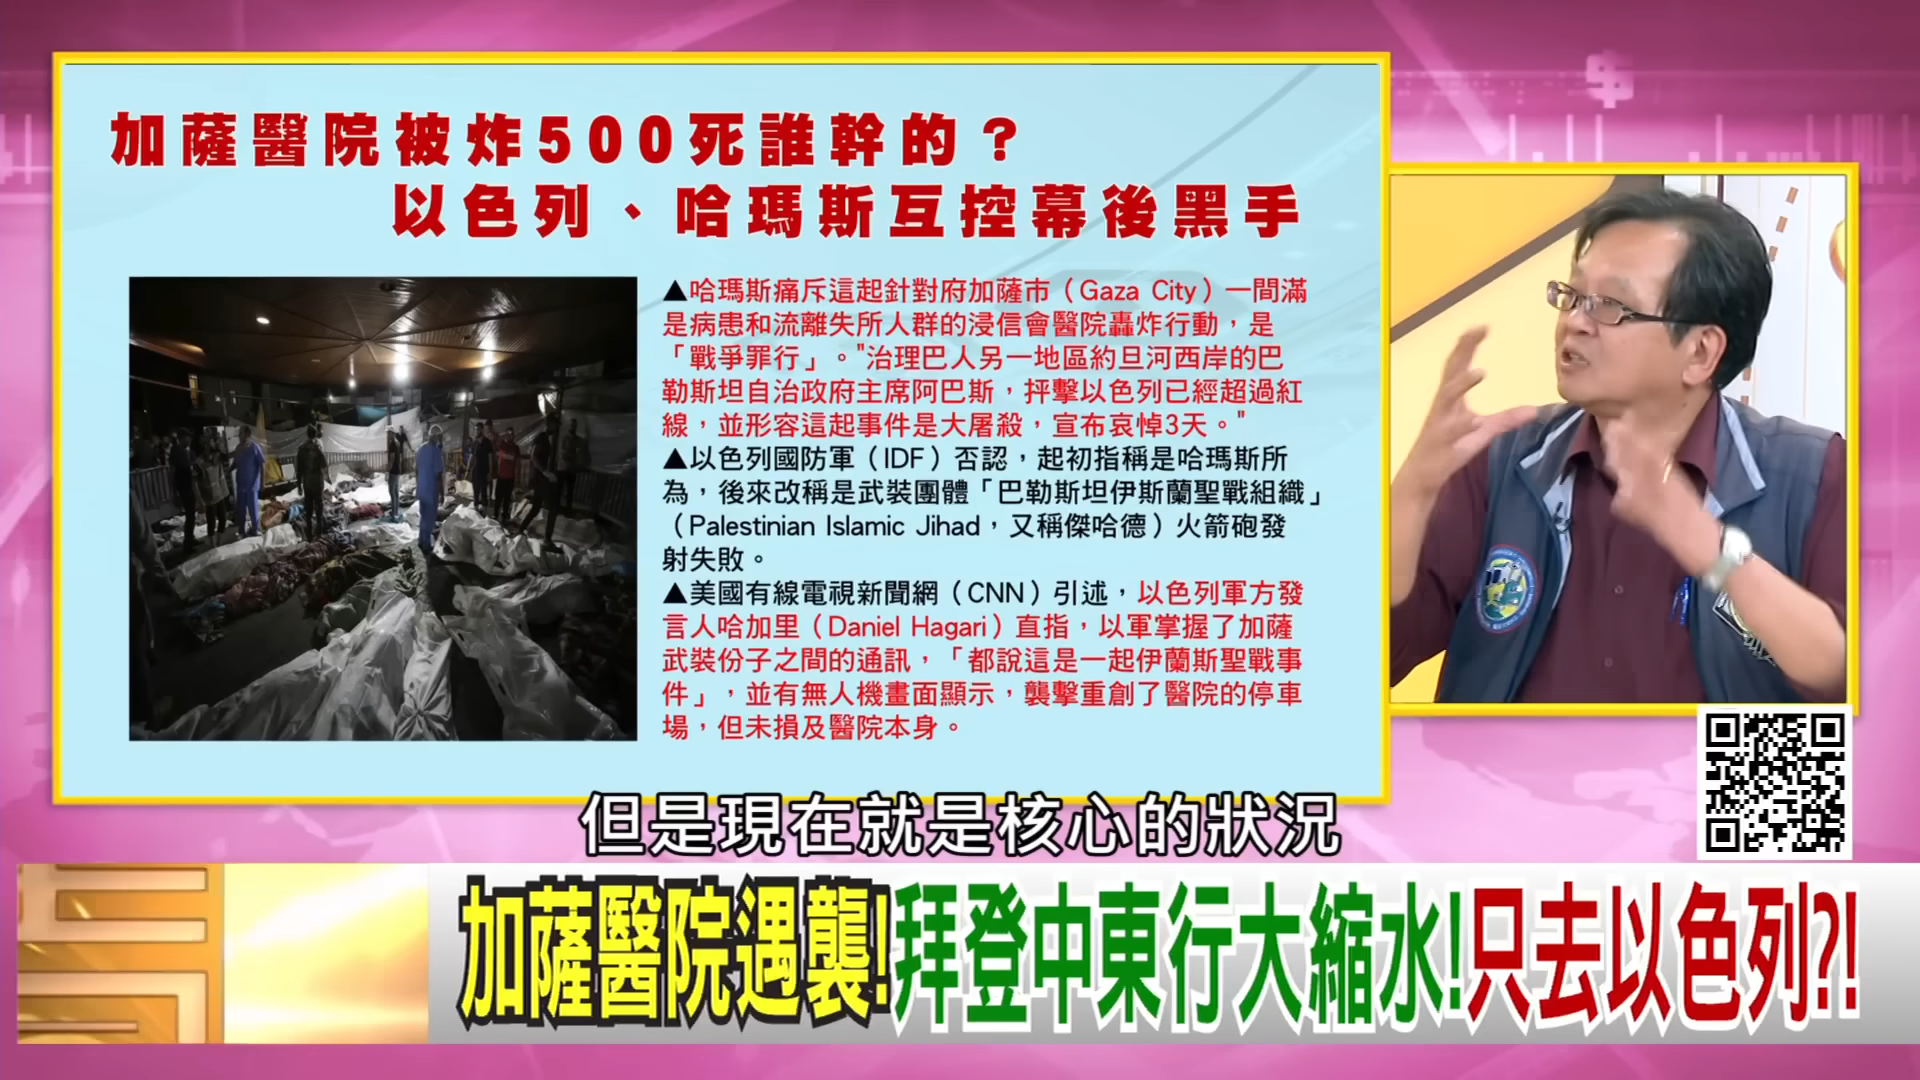 加薩醫院被炸500死誰幹的？
以色列、哈瑪斯互控幕後黑手
▲哈瑪斯痛斥這起針對府加薩市（Gaza City）一間滿
是病患和流離失所人群的浸信會醫院轟炸行動，是
「戰爭罪行」。"治理巴人另一地區約旦河西岸的巴
勒斯坦自治政府主席阿巴斯，抨擊以色列已經超過紅
線，並形容這起事件是大屠殺，宣布哀悼3天。"
▲以色列國防軍（IDF）否認，起初指稱是哈瑪斯所
為，後來改稱是武裝團體「巴勒斯坦伊斯蘭聖戰組織」
（Palestinian Islamic Jihad，又稱傑哈德）火箭砲發
射失敗。
▲美國有線電視新聞網（CNN）引述，以色列軍方發
言人哈加里（Daniel Hagari）直指，以軍掌握了加薩
武裝份子之間的通訊，「都說這是一起伊蘭斯聖戰事
件」，並有無人機畫面顯示，襲擊重創了醫院的停車
場，但未損及醫院本身。
但是現在就是核心的狀況
加薩醫院遇襲!拜登中東行大縮水!只去以色列?!